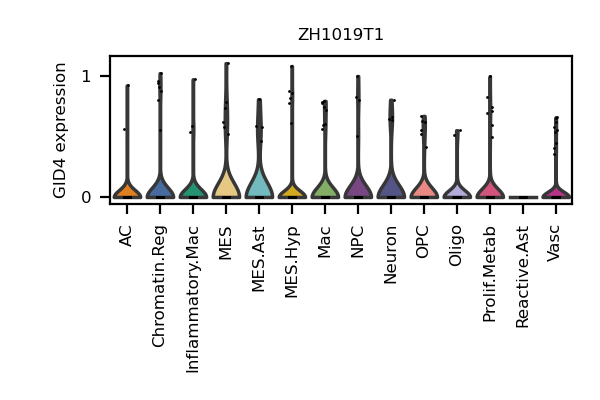 ZH1019T1
GID4 expression
1
0
AC
Chromatin.Reg
Inflammatory.Mac
MES
MES.Ast
MES.Hyp
Mac
NPC
Neuron
OPC
Oligo
Prolif.Metab
Reactive.Ast
Vasc